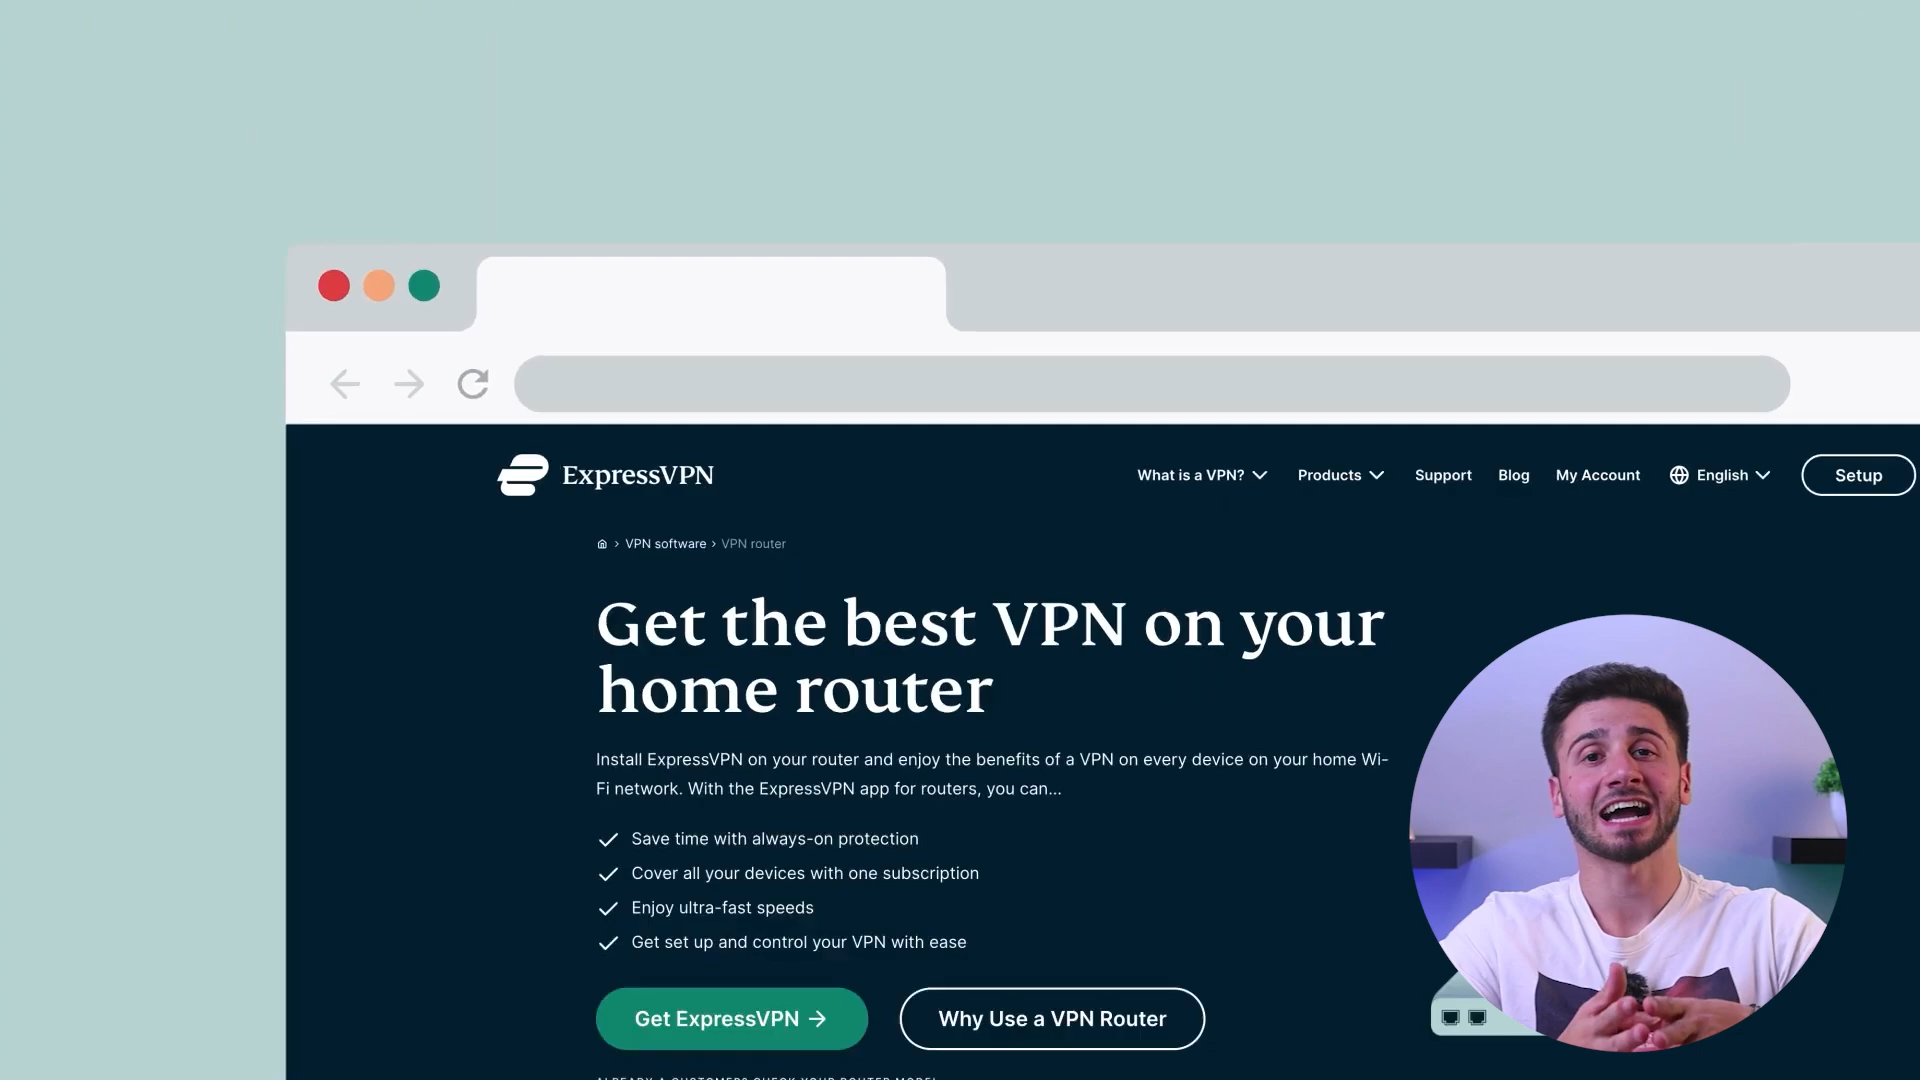 ExpressVPN
What is a VPN? Products Support Blog My Account English Setup
> VPN software > VPN router
Get the best VPN on your
home router
Install ExpressVPN on your router and enjoy the benefits of a VPN on every device on your home Wi-
Fi network. With the ExpressVPN app for routers, you can...
Save time with always-on protection
Cover all your devices with one subscription
Enjoy ultra-fast speeds
Get set up and control your VPN with ease
Get ExpressVPN →
Why Use a VPN Router